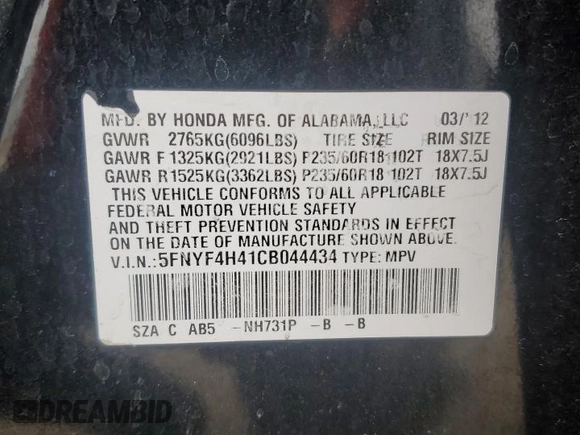 MFD. BY HONDA MFG. OF ALABAMA, LLC 03/'12
GVWR 2765KG(6096LBS) TIRE SIZE RIM SIZE
GAWR F 1325KG(2921LBS) P235/60R18 102T 18X7.5J
GAWR R 1525KG(3362LBS) P235/60R18 102T 18X7.5J
THIS VEHICLE CONFORMS TO ALL APPLICABLE
FEDERAL MOTOR VEHICLE SAFETY
AND THEFT PREVENTION STANDARDS IN EFFECT
ON THE DATE OF MANUFACTURE SHOWN ABOVE.
V.I.N.:5FNYF4H41CB044434 TYPE: MPV
SZA C AB5 -NH731P -B -B
DREAMBID